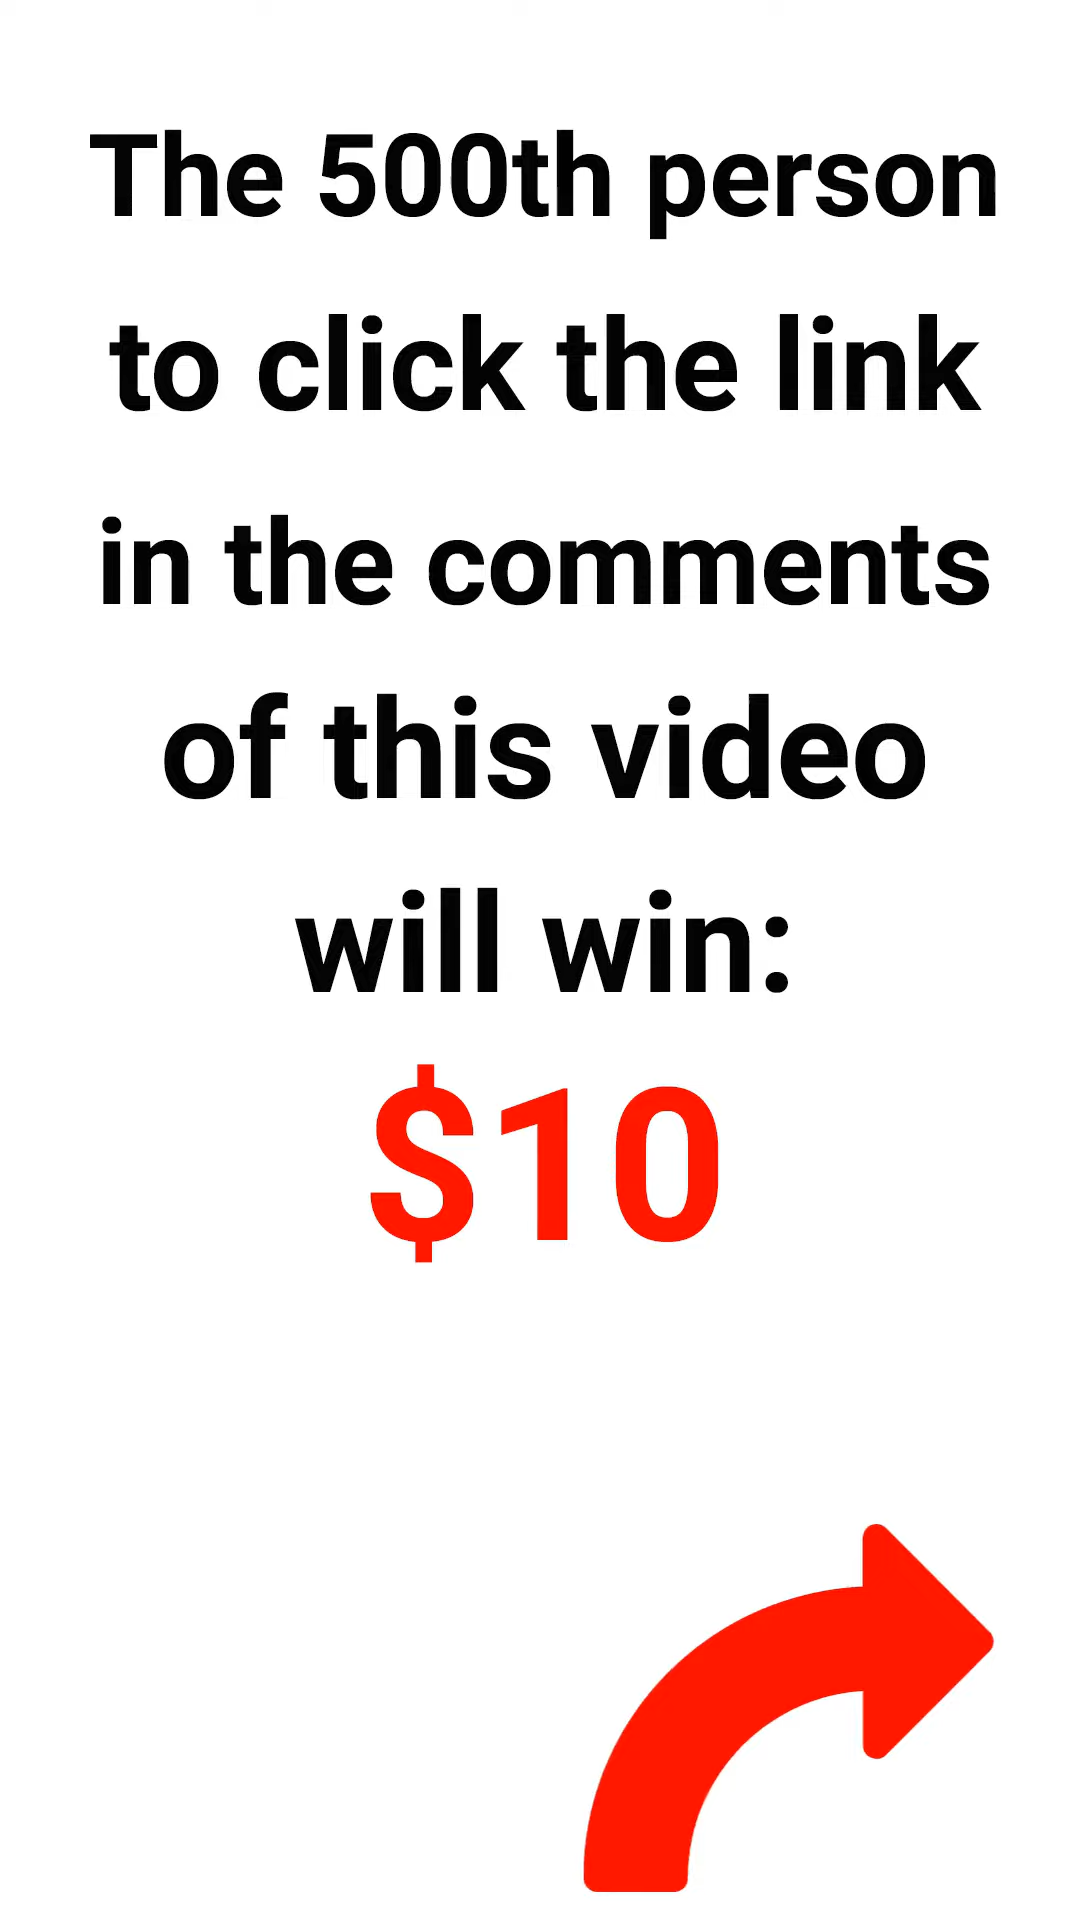 The 500th person
to click the link
in the comments
of this video
will win:
$10